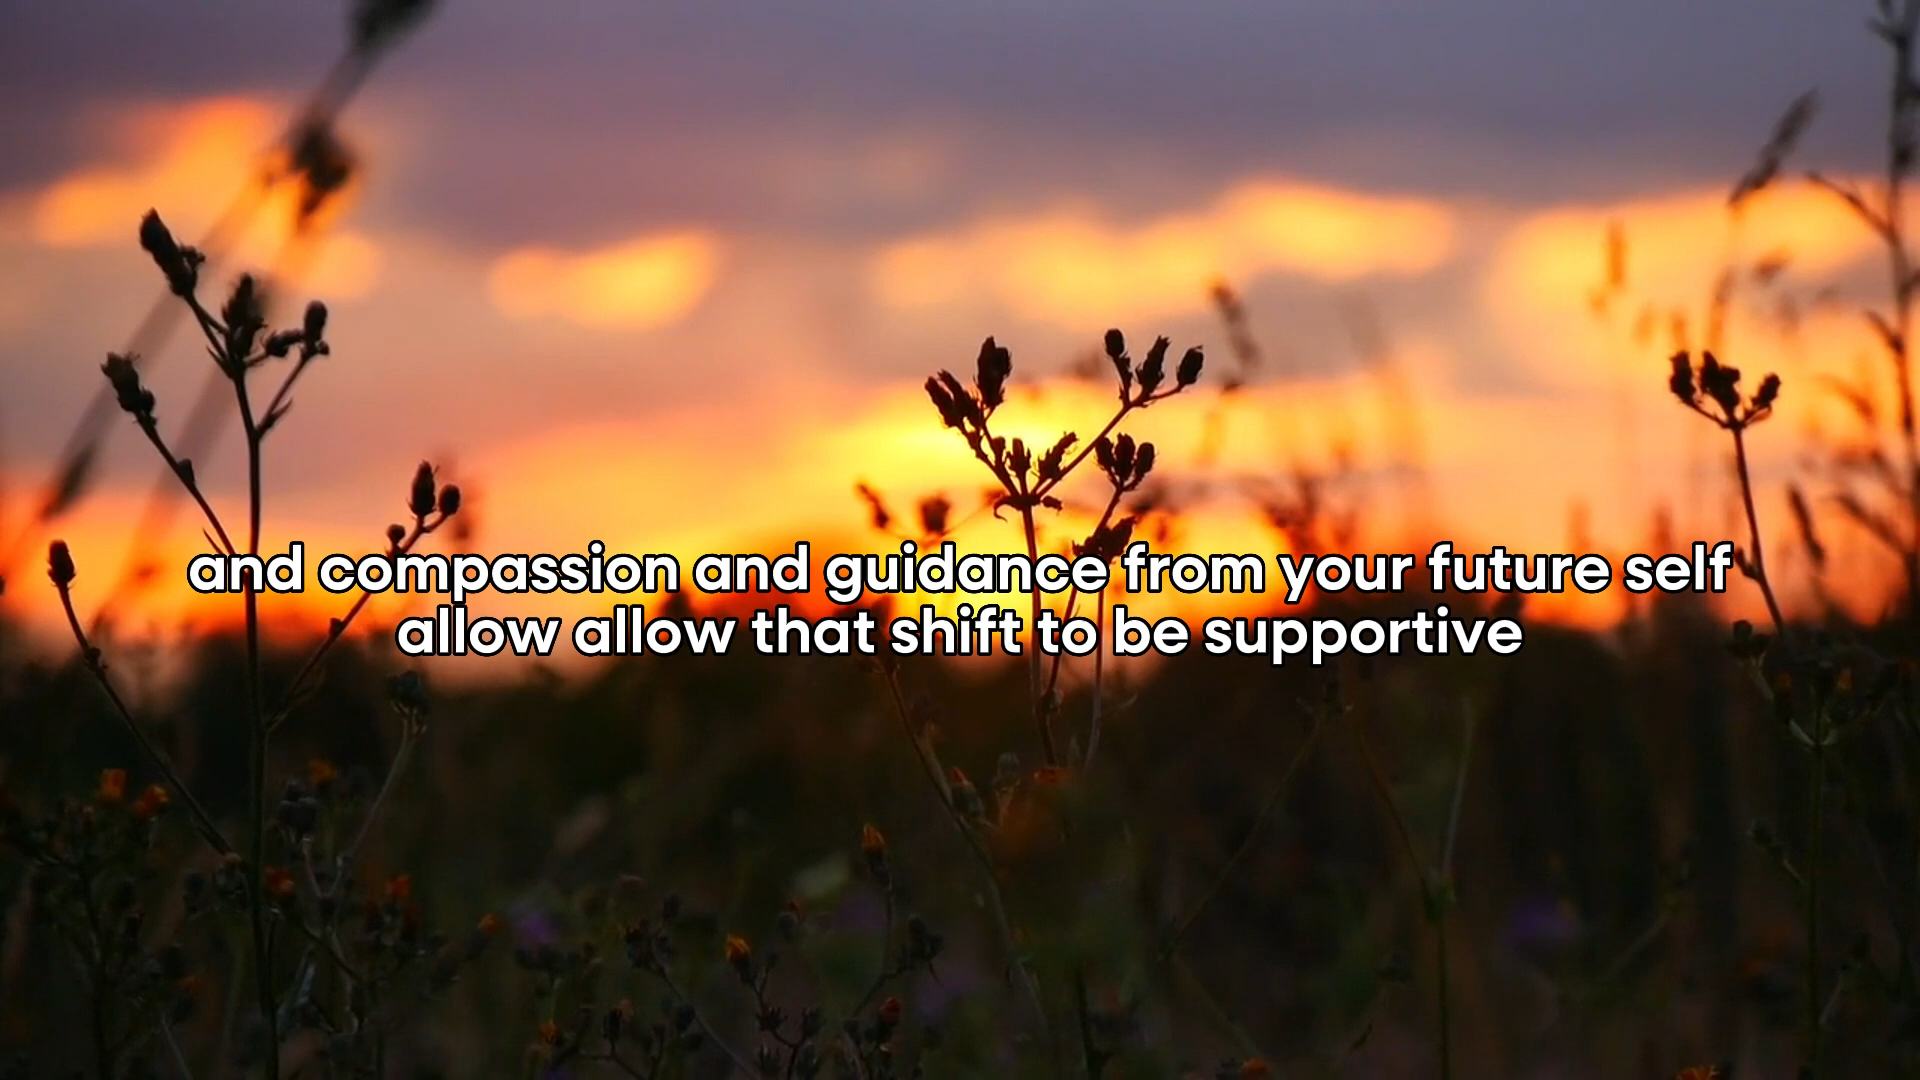 and compassion and guidance from your future self
allow allow that shift to be supportive